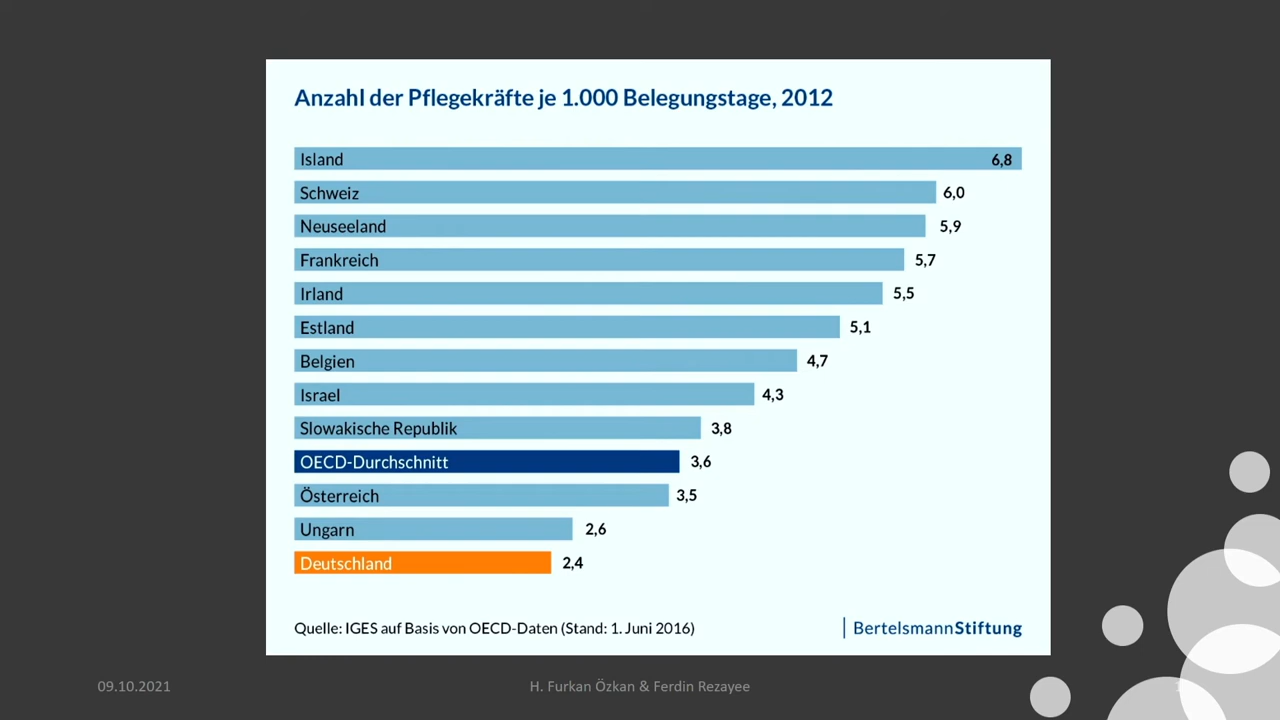 Anzahl der Pflegekräfte je 1.000 Belegungstage, 2012
Island 6,8
Schweiz 6,0
Neuseeland 5,9
Frankreich 5,7
Irland 5,5
Estland 5,1
Belgien 4,7
Israel 4,3
Slowakische Republik 3,8
OECD-Durchschnitt 3,6
Österreich 3,5
Ungarn 2,6
Deutschland 2,4
Quelle: IGES auf Basis von OECD-Daten (Stand: 1. Juni 2016) BertelsmannStiftung
09.10.2021 H. Furkan Özkan & Ferdin Rezayee